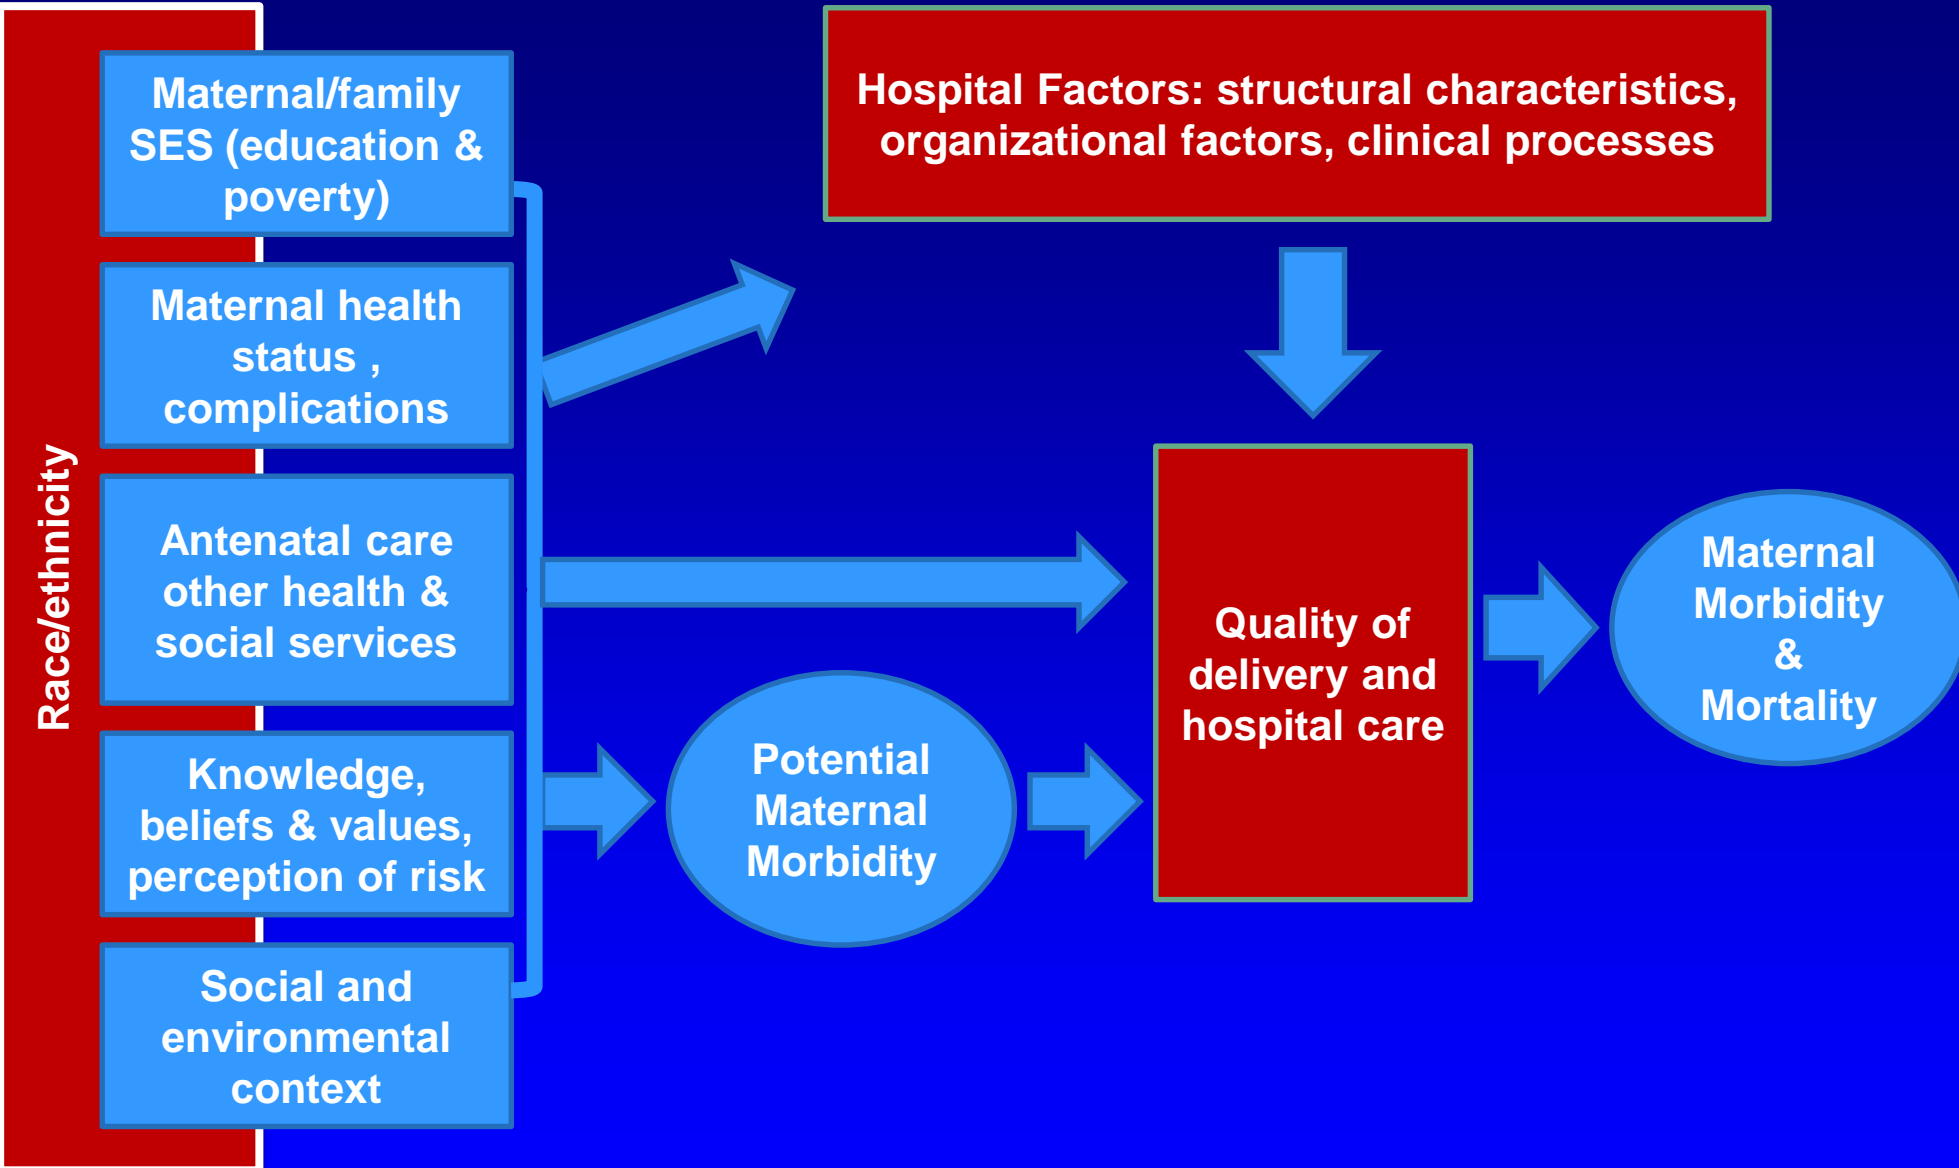 Race/ethnicity
Maternal/family
SES (education &
poverty)
Maternal health
status ,
complications
Antenatal care
other health &
social services
Knowledge,
beliefs & values,
perception of risk
Social and
environmental
context
Hospital Factors: structural characteristics,
organizational factors, clinical processes
Potential
Maternal
Morbidity
Quality of
delivery and
hospital care
Maternal
Morbidity
&
Mortality